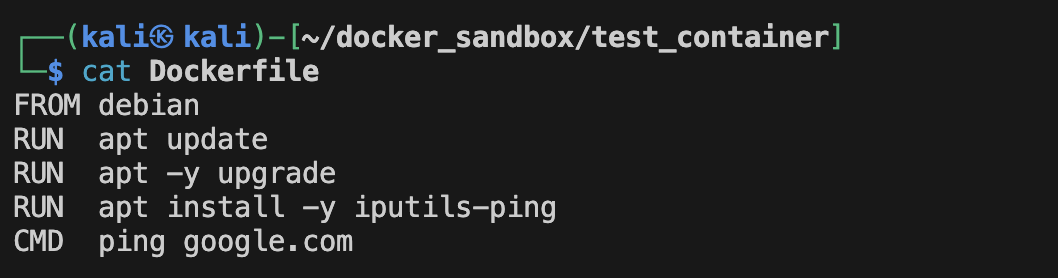 ┌──(kali㉿ kali)-[~/docker_sandbox/test_container]
└─$ cat Dockerfile
FROM debian
RUN  apt update
RUN  apt -y upgrade
RUN  apt install -y iputils-ping
CMD  ping google.com